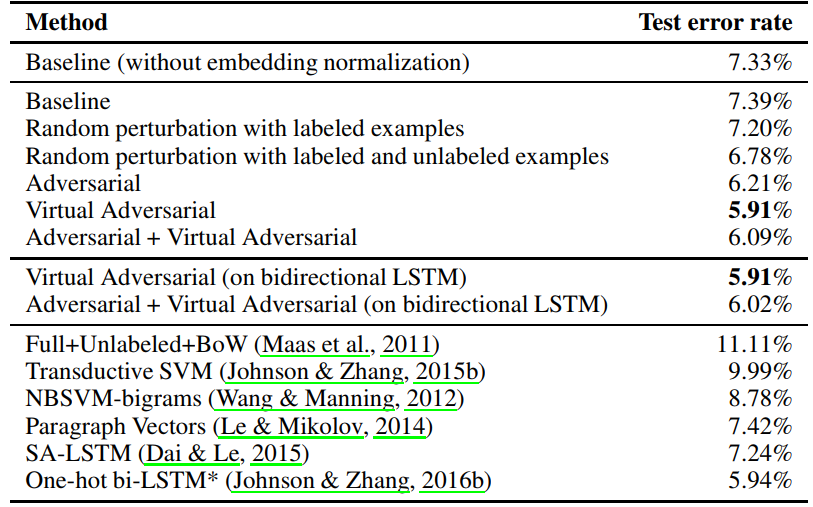 Method Test error rate
Baseline (without embedding normalization) 7.33%
Baseline 7.39%
Random perturbation with labeled examples 7.20%
Random perturbation with labeled and unlabeled examples 6.78%
Adversarial 6.21%
Virtual Adversarial 5.91%
Adversarial + Virtual Adversarial 6.09%
Virtual Adversarial (on bidirectional LSTM) 5.91%
Adversarial + Virtual Adversarial (on bidirectional LSTM) 6.02%
Full+Unlabeled+BoW (Maas et al., 2011) 11.11%
Transductive SVM (Johnson & Zhang, 2015b) 9.99%
NBSVM-bigrams (Wang & Manning, 2012) 8.78%
Paragraph Vectors (Le & Mikolov, 2014) 7.42%
SA-LSTM (Dai & Le, 2015) 7.24%
One-hot bi-LSTM* (Johnson & Zhang, 2016b) 5.94%